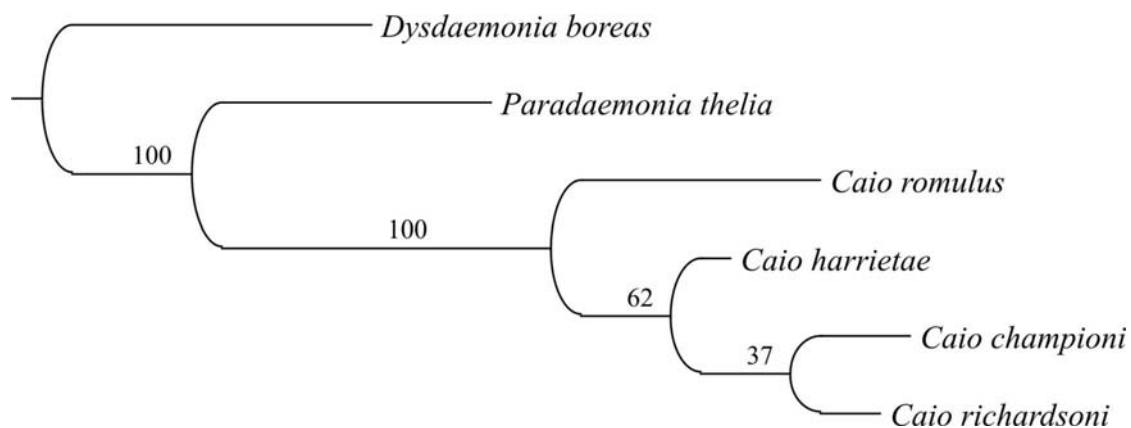 Dysdaemonia boreas
Paradaemonia thelia
100
Caio romulus
100
Caio harrietae
62
Caio championi
37
Caio richardsoni